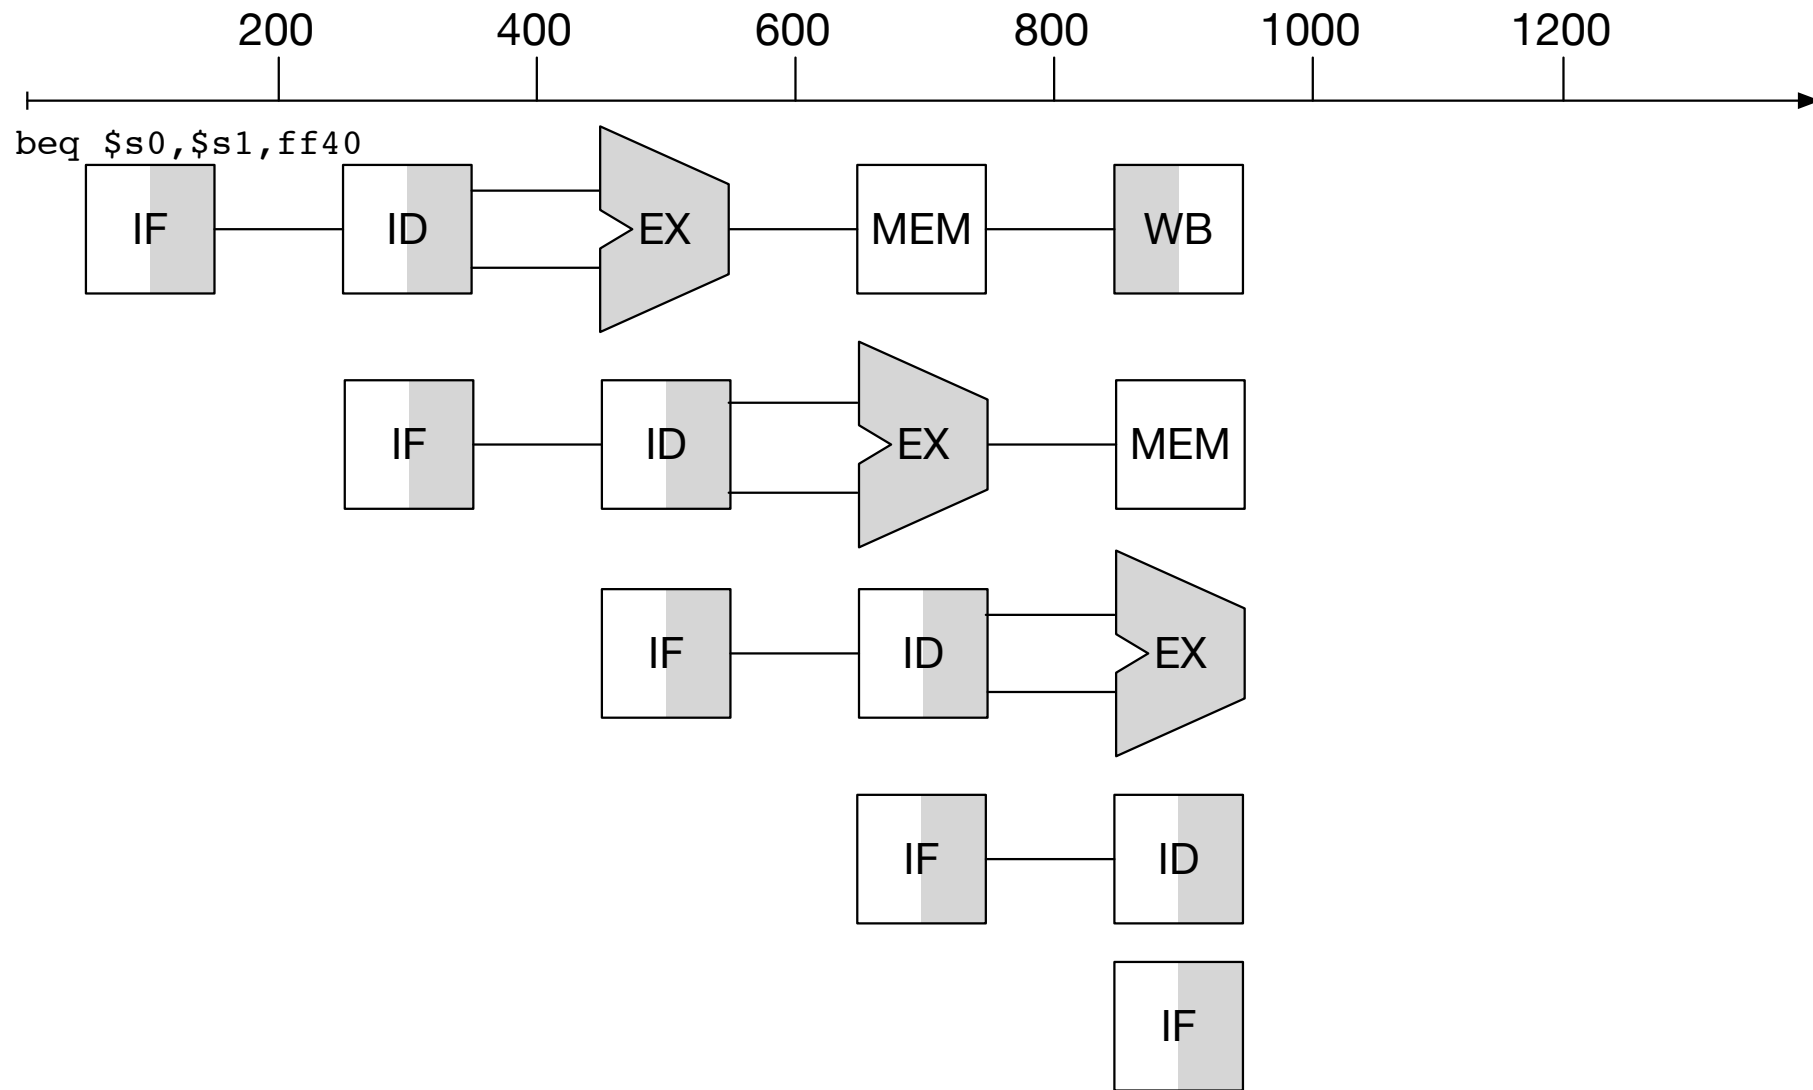 200 400 600 800 1000 1200
beq $s0,$s1,ff40
IF ID EX MEM WB
IF ID EX MEM
IF ID EX
IF ID
IF